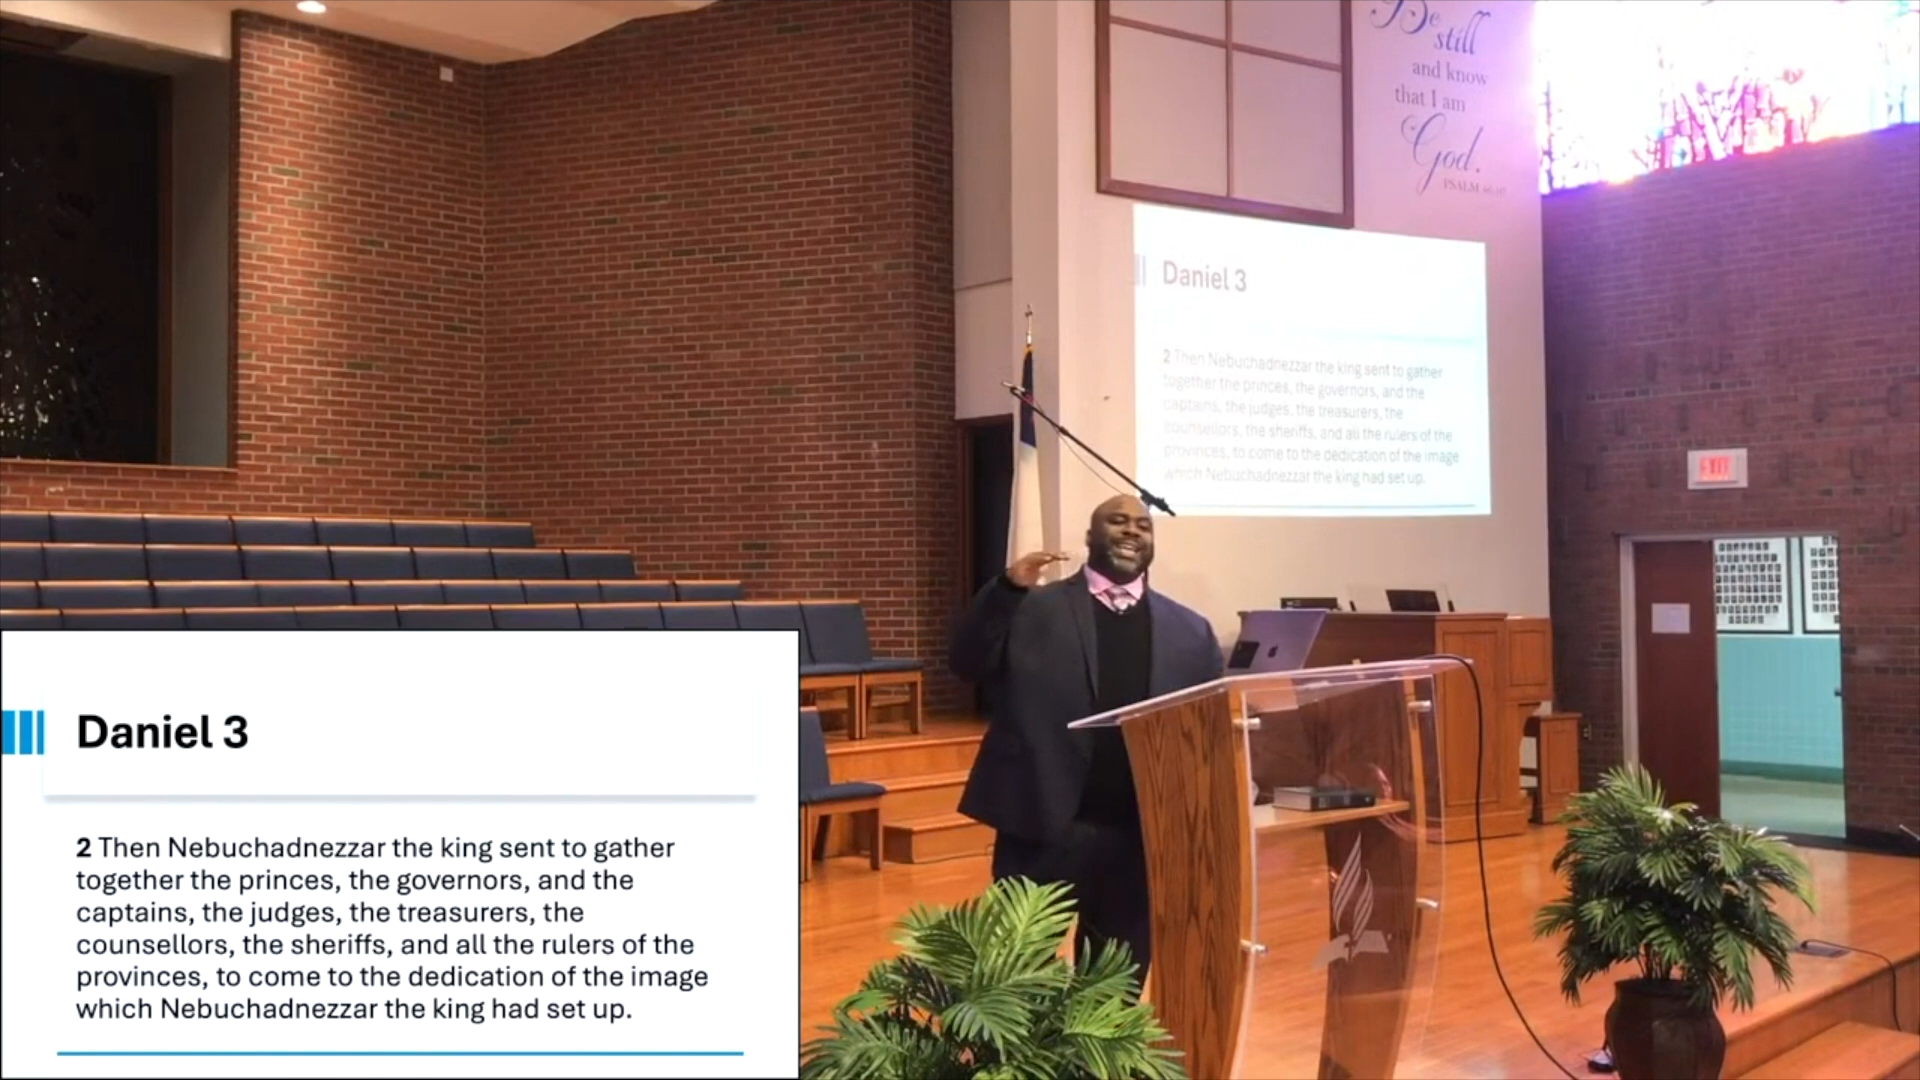 Be
still
and know
that I am
God.
PSALM 46:10
Daniel 3
2 Then Nebuchadnezzar the king sent to gather
together the princes, the governors, and the
captains, the judges, the treasurers, the
counsellors, the sheriffs, and all the rulers of the
provinces, to come to the dedication of the image
which Nebuchadnezzar the king had set up.
EXIT
Daniel 3
2 Then Nebuchadnezzar the king sent to gather
together the princes, the governors, and the
captains, the judges, the treasurers, the
counsellors, the sheriffs, and all the rulers of the
provinces, to come to the dedication of the image
which Nebuchadnezzar the king had set up.